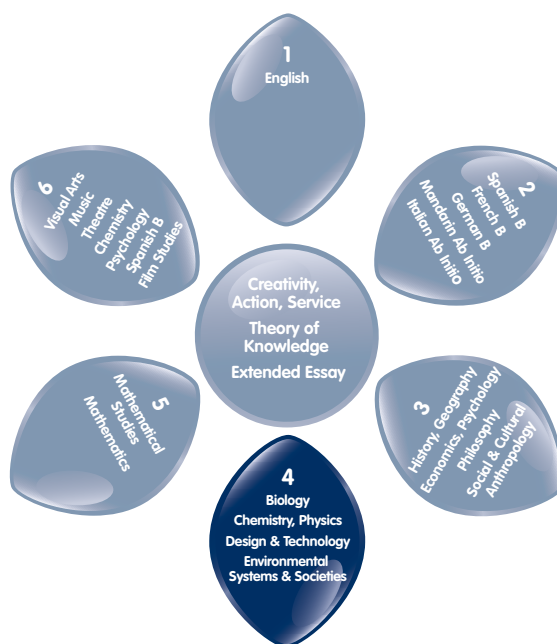 1
English
2
Spanish B
French B
German B
Mandarin Ab Initio
Italian Ab InitiO
3
History, Geography
Economics, Psychology
Philosophy
Social & Cultural
Anthropology
4
Biology
Chemistry, Physics
Design & Technology
Environmental
Systems & Societies
5
Mathematical
Studies
Mathematics
6
Visual Arts
Music
Theatre
Chemistry
Psychology
Spanish B
Film Studies
Creativity,
Action, Service
Theory of
Knowledge
Extended Essay